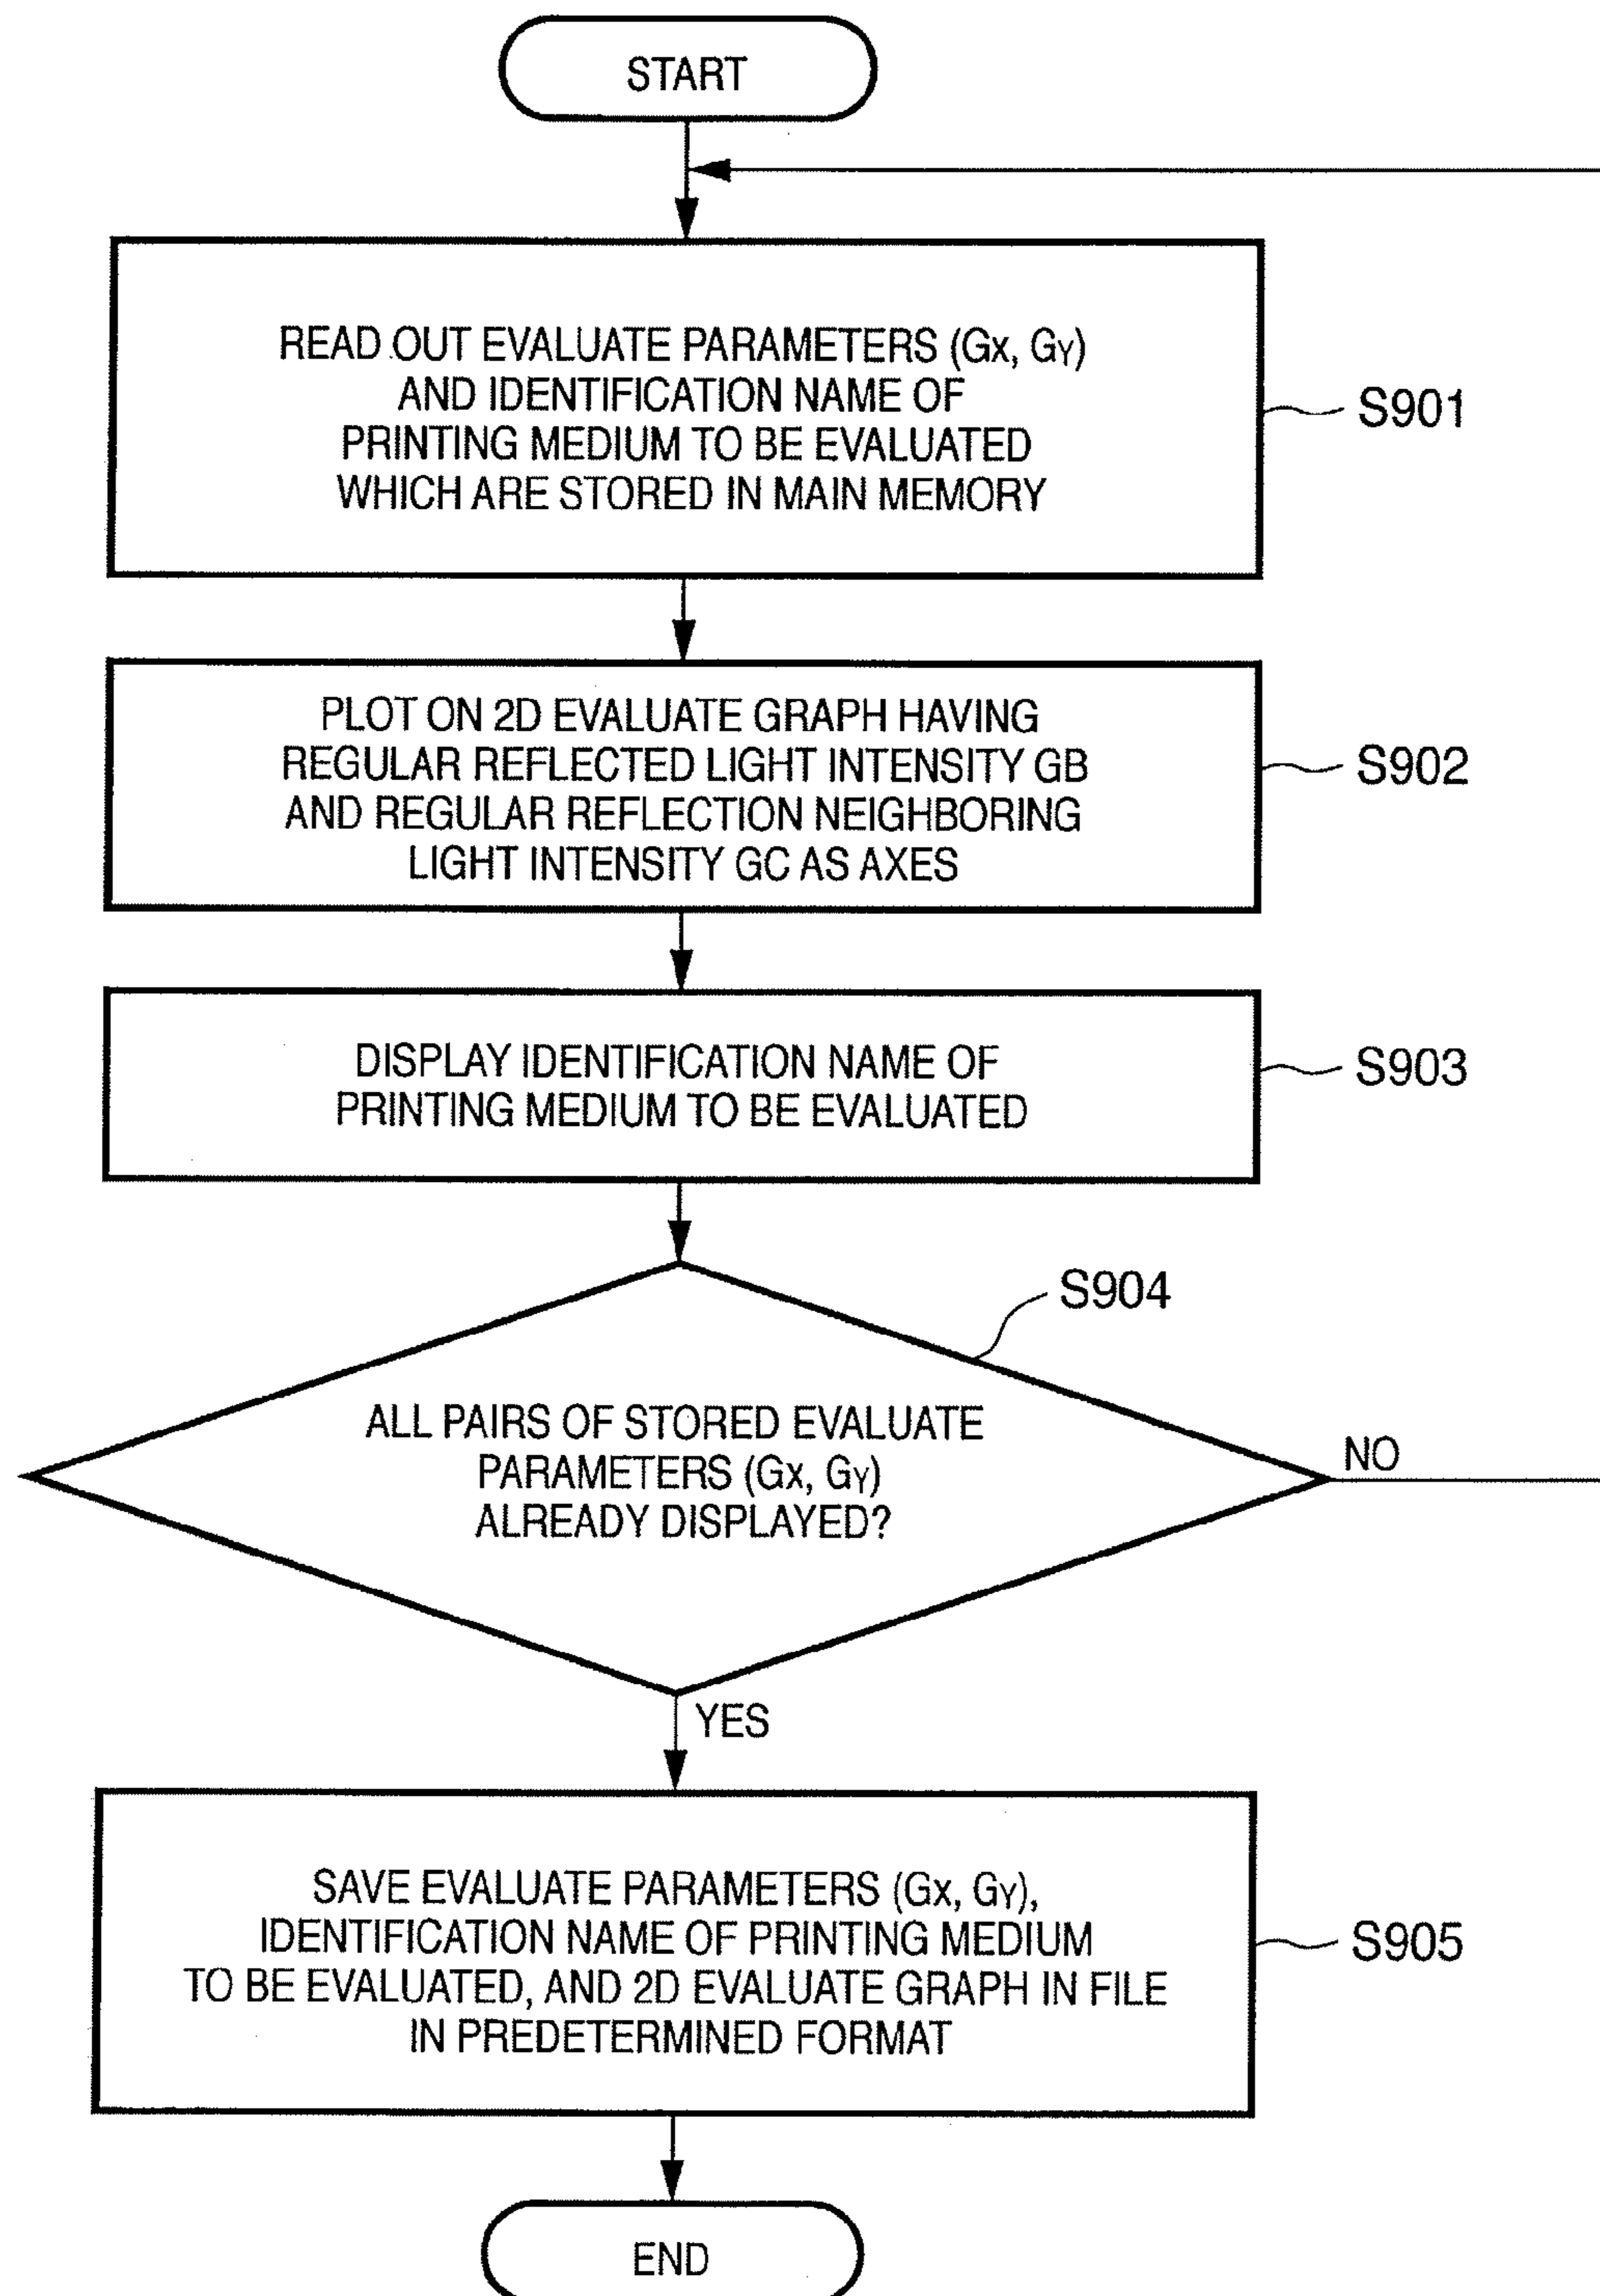 START
READ OUT EVALUATE PARAMETERS (GX, GY)
AND IDENTIFICATION NAME OF
PRINTING MEDIUM TO BE EVALUATED
WHICH ARE STORED IN MAIN MEMORY
S901
PLOT ON 2D EVALUATE GRAPH HAVING
REGULAR REFLECTED LIGHT INTENSITY GB
AND REGULAR REFLECTION NEIGHBORING
LIGHT INTENSITY GC AS AXES
S902
DISPLAY IDENTIFICATION NAME OF
PRINTING MEDIUM TO BE EVALUATED
S903
S904
ALL PAIRS OF STORED EVALUATE
PARAMETERS (GX, GY)
ALREADY DISPLAYED?
NO
YES
SAVE EVALUATE PARAMETERS (GX, GY),
IDENTIFICATION NAME OF PRINTING MEDIUM
TO BE EVALUATED, AND 2D EVALUATE GRAPH IN FILE
IN PREDETERMINED FORMAT
S905
END